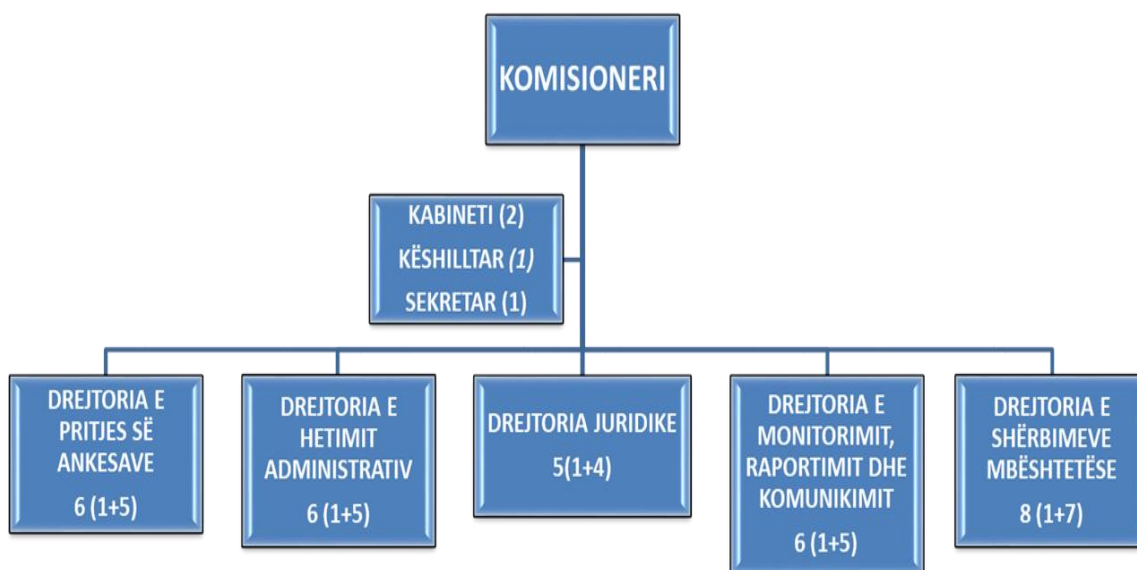 KOMISIONERI
KABINETI (2)
KËSHILLTAR (1)
SEKRETAR (1)
DREJTORIA E
PRITJES SË
ANKESAVE
6 (1+5)
DREJTORIA E
HETIMIT
ADMINISTRATIV
6 (1+5)
DREJTORIA JURIDIKE
5(1+4)
DREJTORIA E
MONITORIMIT,
RAPORTIMIT DHE
KOMUNIKIMIT
6 (1+5)
DREJTORIA E
SHËRBIMEVE
MBËSHTETËSE
8 (1+7)